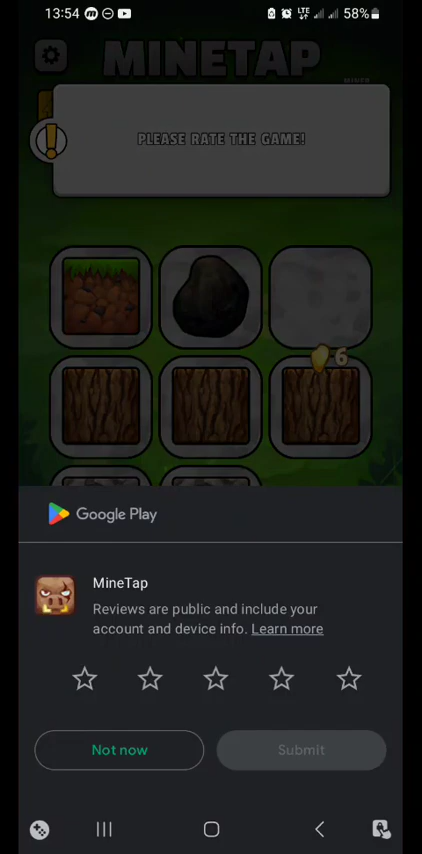 13:54 LTE 58%
MINETAP
PLEASE RATE THE GAME!
6
Google Play
MineTap
Reviews are public and include your
account and device info. Learn more
Not now
Submit